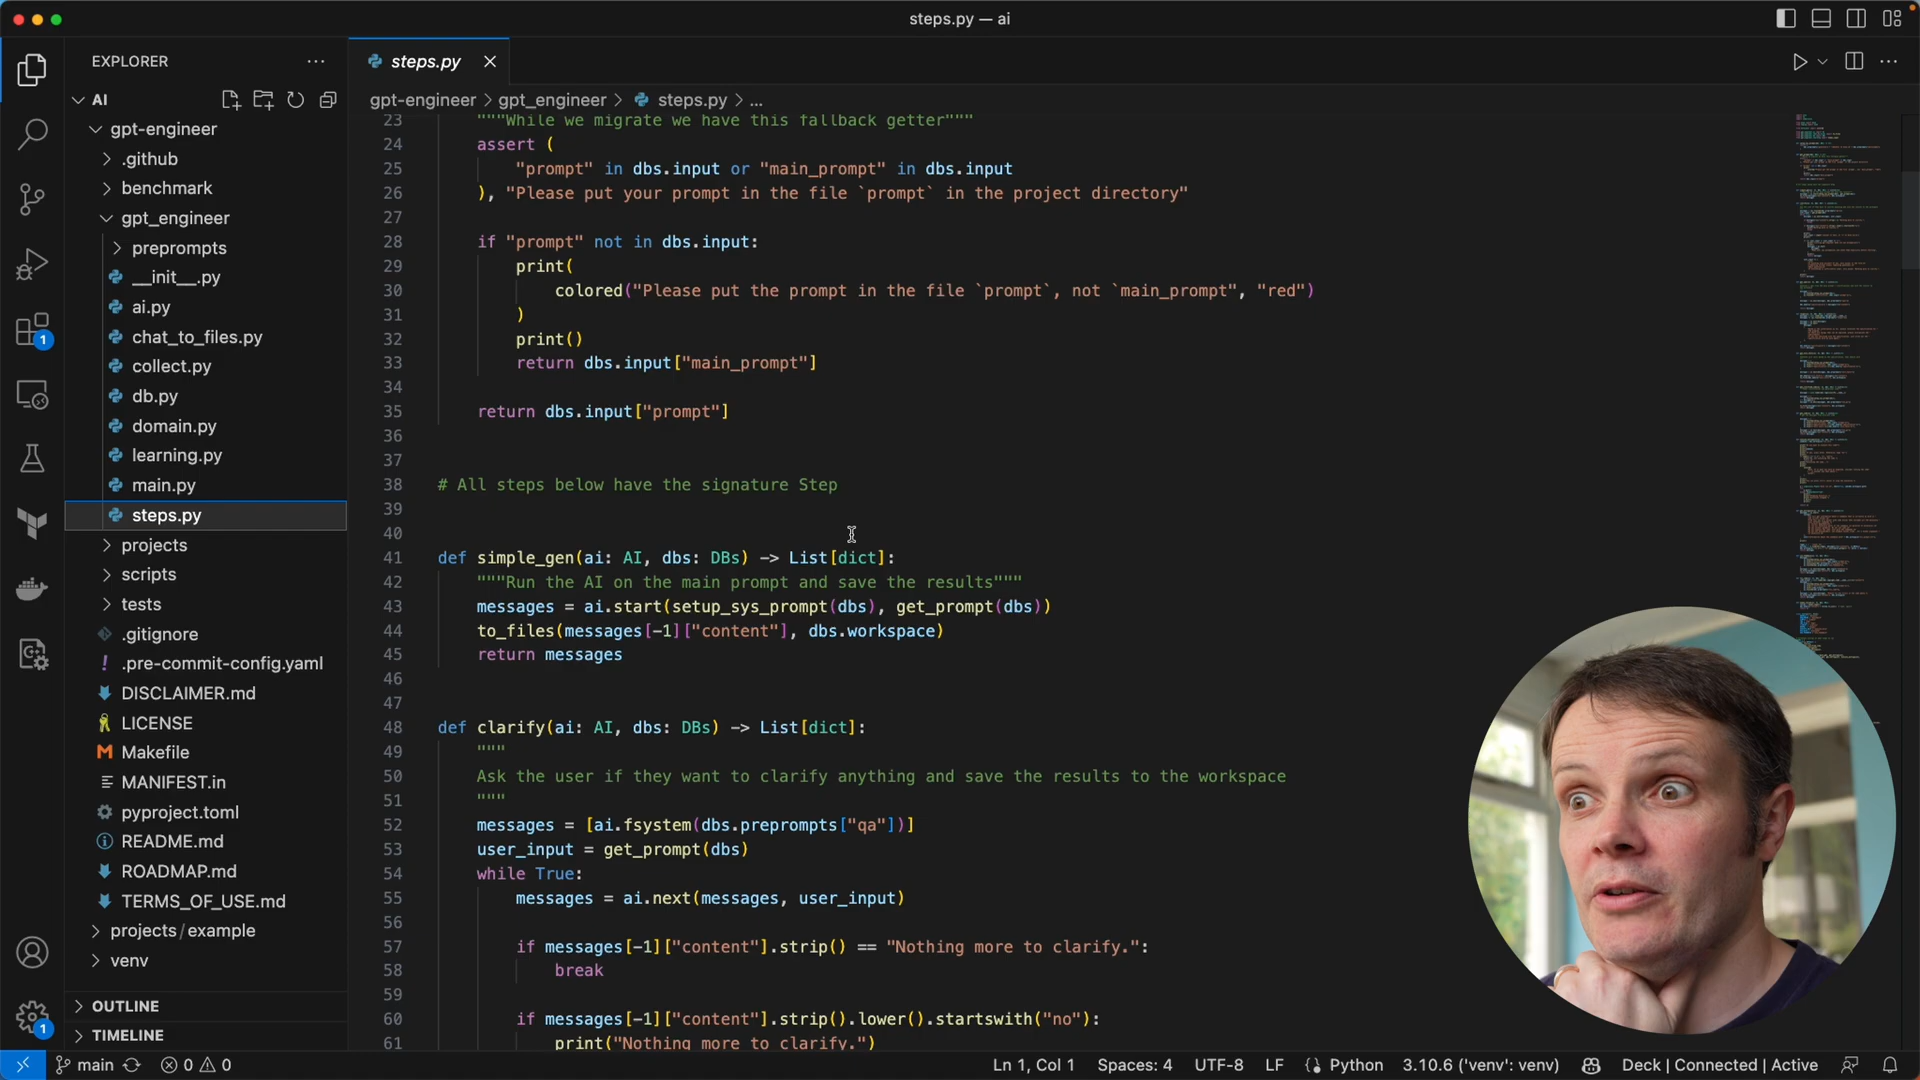 steps.py — ai
EXPLORER
AI
gpt-engineer
.github
benchmark
gpt_engineer
preprompts
__init__.py
ai.py
chat_to_files.py
collect.py
db.py
domain.py
learning.py
main.py
steps.py
projects
scripts
tests
.gitignore
.pre-commit-config.yaml
DISCLAIMER.md
LICENSE
Makefile
MANIFEST.in
pyproject.toml
README.md
ROADMAP.md
TERMS_OF_USE.md
projects / example
venv
OUTLINE
TIMELINE
1
1
steps.py
gpt-engineer > gpt_engineer > steps.py > ...
23 """While we migrate we have this fallback getter"""
24 assert (
25 "prompt" in dbs.input or "main_prompt" in dbs.input
26 ), "Please put your prompt in the file `prompt` in the project directory"
27
28 if "prompt" not in dbs.input:
29 print(
30 colored("Please put the prompt in the file `prompt`, not `main_prompt", "red")
31 )
32 print()
33 return dbs.input["main_prompt"]
34
35 return dbs.input["prompt"]
36
37
38 # All steps below have the signature Step
39
40
41 def simple_gen(ai: AI, dbs: DBs) -> List[dict]:
42 """Run the AI on the main prompt and save the results"""
43 messages = ai.start(setup_sys_prompt(dbs), get_prompt(dbs))
44 to_files(messages[-1]["content"], dbs.workspace)
45 return messages
46
47
48 def clarify(ai: AI, dbs: DBs) -> List[dict]:
49 """
50 Ask the user if they want to clarify anything and save the results to the workspace
51 """
52 messages = [ai.fsystem(dbs.preprompts["qa"])]
53 user_input = get_prompt(dbs)
54 while True:
55 messages = ai.next(messages, user_input)
56
57 if messages[-1]["content"].strip() == "Nothing more to clarify.":
58 break
59
60 if messages[-1]["content"].strip().lower().startswith("no"):
61 print("Nothing more to clarify.")
main 0 0 Ln 1, Col 1 Spaces: 4 UTF-8 LF Python 3.10.6 ('venv': venv) Deck | Connected | Active